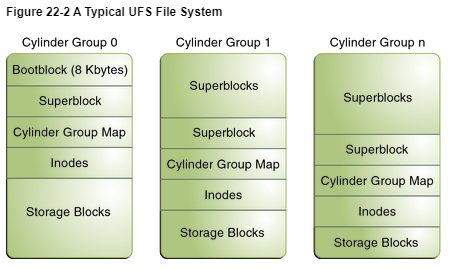 Figure 22-2 A Typical UFS File System
Cylinder Group 0
Bootblock (8 Kbytes)
Superblock
Cylinder Group Map
Inodes
Storage Blocks
Cylinder Group 1
Superblocks
Superblock
Cylinder Group Map
Inodes
Storage Blocks
Cylinder Group n
Superblocks
Superblock
Cylinder Group Map
Inodes
Storage Blocks